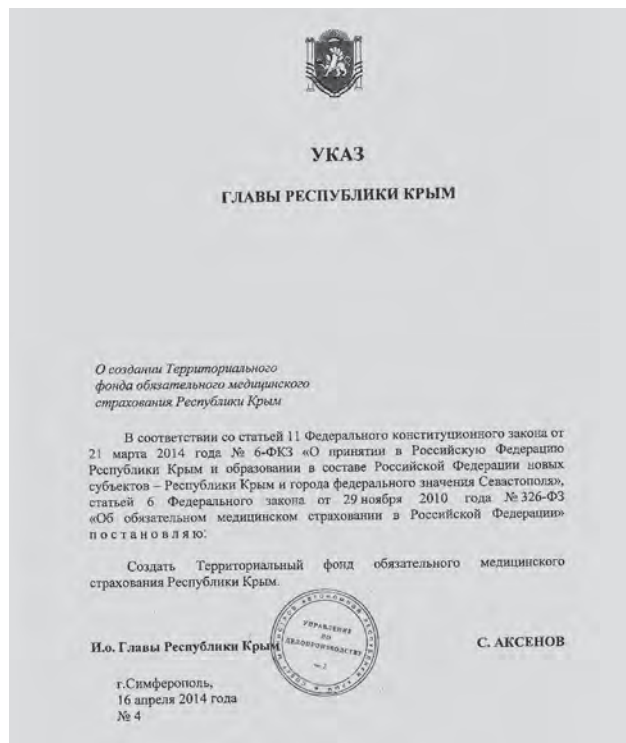 УКАЗ
ГЛАВЫ РЕСПУБЛИКИ КРЫМ
О создании Территориального
фонда обязательного медицинского
страхования Республики Крым
В соответствии со статьей 11 Федерального конституционного закона от
21 марта 2014 года № 6-ФКЗ «О принятии в Российскую Федерацию
Республики Крым и образовании в составе Российской Федерации новых
субъектов – Республики Крым и города федерального значения Севастополя»,
статьей 6 Федерального закона от 29 ноября 2010 года № 326-ФЗ
«Об обязательном медицинском страховании в Российской Федерации»
п о с т а н о в л я ю:
Создать Территориальный фонд обязательного медицинского
страхования Республики Крым.
УПРАВЛЕНИЕ
ПО
ДЕЛОПРОИЗВОДСТВУ
И.о. Главы Республики Крым
С. АКСЕНОВ
г.Симферополь,
16 апреля 2014 года
№ 4